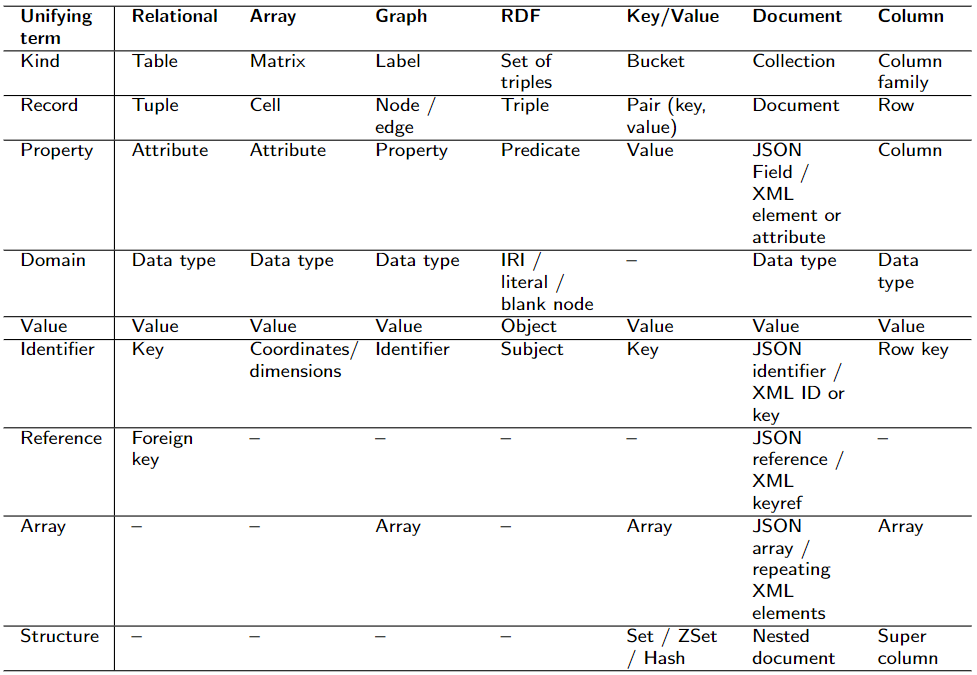 Unifying term | Relational | Array | Graph | RDF | Key/Value | Document | Column
Kind | Table | Matrix | Label | Set of triples | Bucket | Collection | Column family
Record | Tuple | Cell | Node / edge | Triple | Pair (key, value) | Document | Row
Property | Attribute | Attribute | Property | Predicate | Value | JSON Field / XML element or attribute | Column
Domain | Data type | Data type | Data type | IRI / literal / blank node | – | Data type | Data type
Value | Value | Value | Value | Object | Value | Value | Value
Identifier | Key | Coordinates/ dimensions | Identifier | Subject | Key | JSON identifier / XML ID or key | Row key
Reference | Foreign key | – | – | – | – | JSON reference / XML keyref | –
Array | – | – | Array | – | Array | JSON array / repeating XML elements | Array
Structure | – | – | – | – | Set / ZSet / Hash | Nested document | Super column